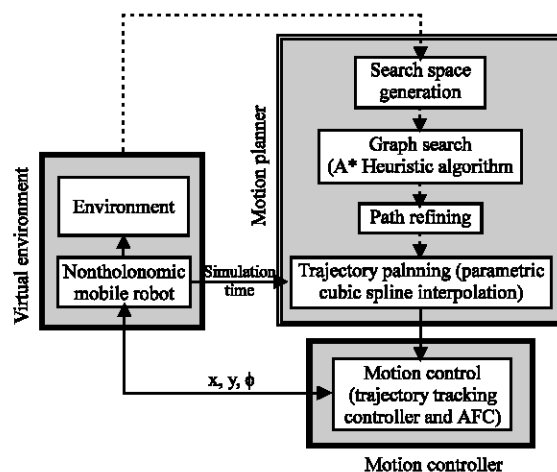 Search space
generation
Graph search
(A* Heuristic algorithm
Path refining
Trajectory palnning (parametric
cubic spline interpolation)
Motion planner
Environment
Nontholonomic
mobile robot
Virtual environment
Simulation
time
x, y, ϕ
Motion control
(trajectory tracking
controller and AFC)
Motion controller